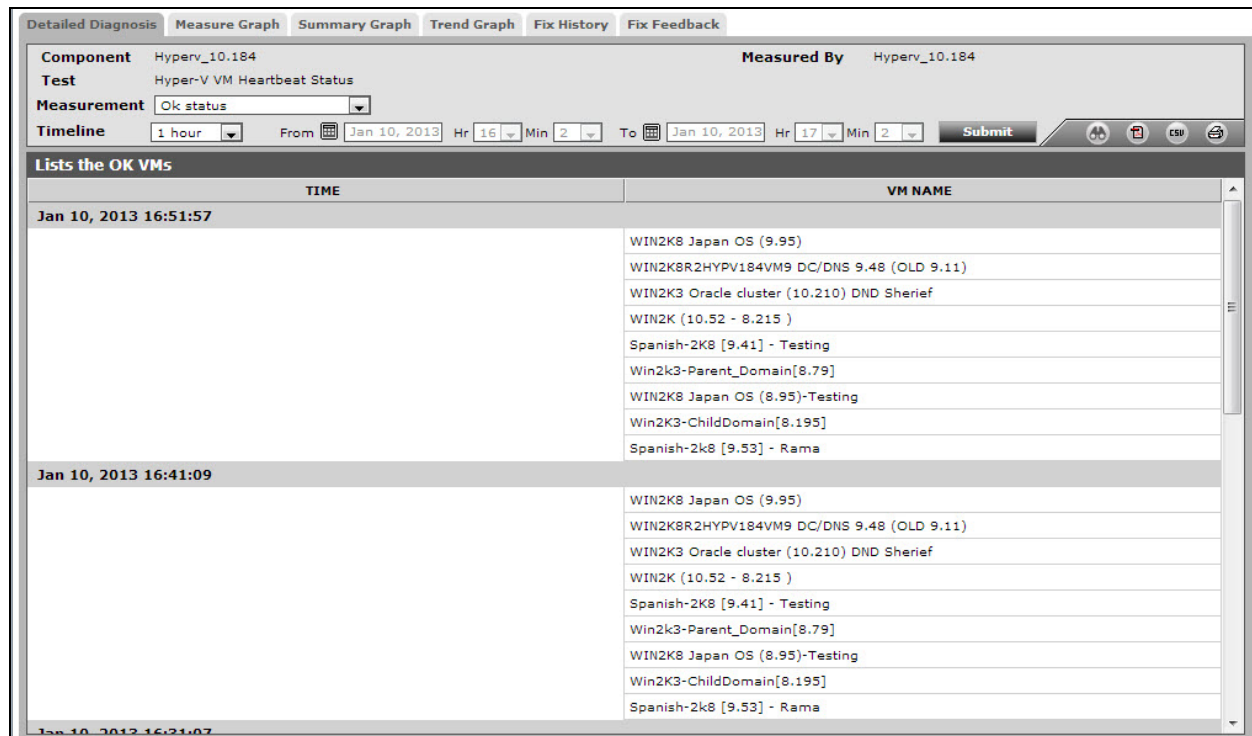 Detailed Diagnosis Measure Graph Summary Graph Trend Graph Fix History Fix Feedback
Component Hyperv_10.184 Measured By Hyperv_10.184
Test Hyper-V VM Heartbeat Status
Measurement Ok status
Timeline 1 hour From Jan 10, 2013 Hr 16 Min 2 To Jan 10, 2013 Hr 17 Min 2 Submit CSV
Lists the OK VMs
TIME VM NAME
Jan 10, 2013 16:51:57
WIN2K8 Japan OS (9.95)
WIN2K8R2HYPV184VM9 DC/DNS 9.48 (OLD 9.11)
WIN2K3 Oracle cluster (10.210) DND Sherief
WIN2K (10.52 - 8.215 )
Spanish-2K8 [9.41] - Testing
Win2k3-Parent_Domain[8.79]
WIN2K8 Japan OS (8.95)-Testing
Win2K3-ChildDomain[8.195]
Spanish-2k8 [9.53] - Rama
Jan 10, 2013 16:41:09
WIN2K8 Japan OS (9.95)
WIN2K8R2HYPV184VM9 DC/DNS 9.48 (OLD 9.11)
WIN2K3 Oracle cluster (10.210) DND Sherief
WIN2K (10.52 - 8.215 )
Spanish-2K8 [9.41] - Testing
Win2k3-Parent_Domain[8.79]
WIN2K8 Japan OS (8.95)-Testing
Win2K3-ChildDomain[8.195]
Spanish-2k8 [9.53] - Rama
Jan 10, 2013 16:31:07